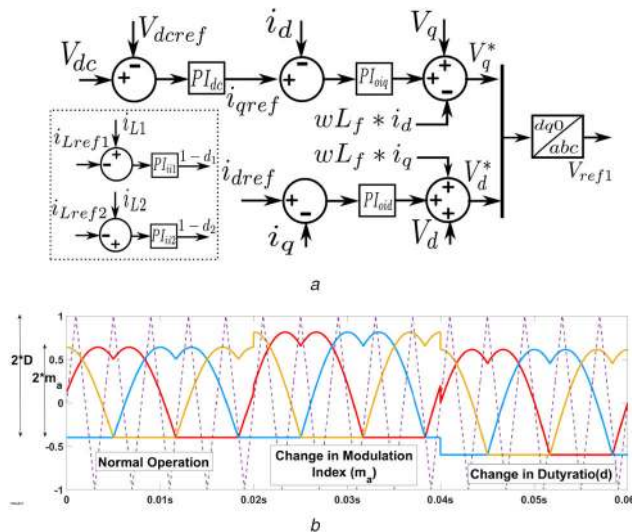 V_dcref
i_d
V_q
V_dc
PI_dc
PI_oiq
V_q^*
i_qref
wL_f * i_d
dq0
abc
V_ref1
i_L1
i_Lref1
PI_ii1
1-d_1
i_L2
i_Lref2
PI_ii2
1-d_2
wL_f * i_q
i_dref
PI_oid
V_d^*
i_q
V_d
a
1
0.5
0
-0.5
-1
2*D
2*m_a
Normal Operation
Change in Modulation
Index (m_a)
Change in Dutyratio(d)
0
0.01s
0.02s
0.03s
0.04s
0.05s
0.06
b